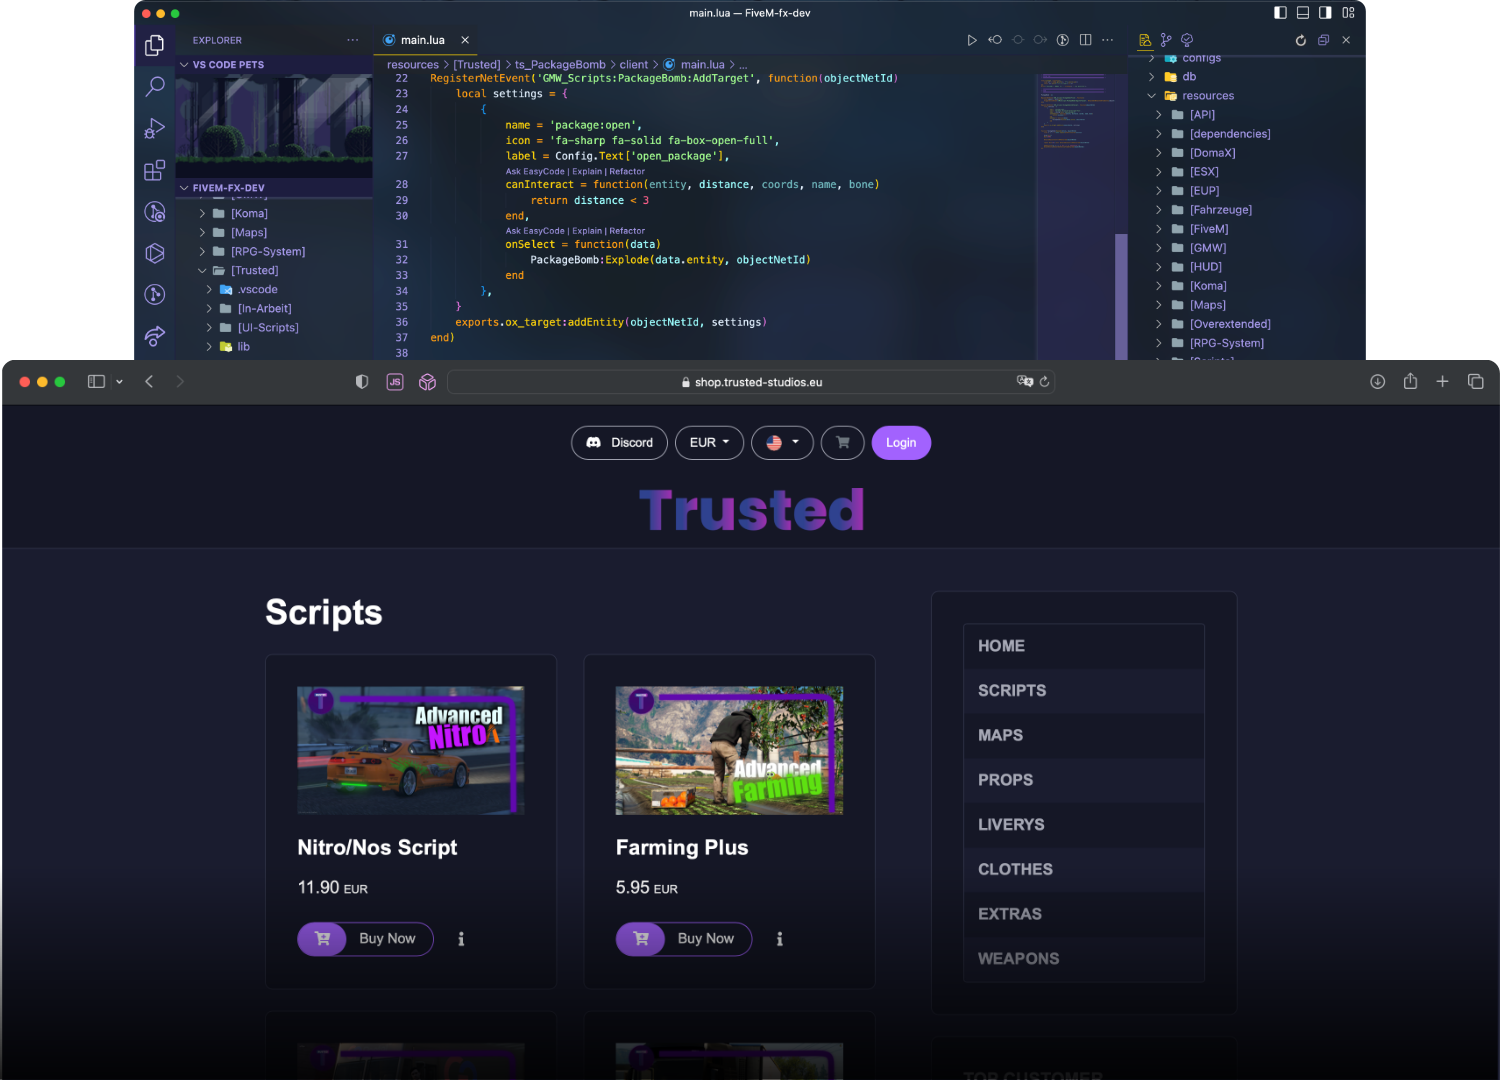 main.lua — FiveM-fx-dev
EXPLORER
main.lua
VS CODE PETS
resources > [Trusted] > ts_PackageBomb > client > main.lua > ...
22 RegisterNetEvent('GMW_Scripts:PackageBomb:AddTarget', function(objectNetId)
23 local settings = {
24 {
25 name = 'package:open',
26 icon = 'fa-sharp fa-solid fa-box-open-full',
27 label = Config.Text['open_package'],
Ask EasyCode | Explain | Refactor
28 canInteract = function(entity, distance, coords, name, bone)
29 return distance < 3
30 end,
Ask EasyCode | Explain | Refactor
31 onSelect = function(data)
32 PackageBomb:Explode(data.entity, objectNetId)
33 end
34 },
35 }
36 exports.ox_target:addEntity(objectNetId, settings)
37 end)
38
FIVEM-FX-DEV
[Koma]
[Maps]
[RPG-System]
[Trusted]
.vscode
[In-Arbeit]
[UI-Scripts]
lib
configs
db
resources
[API]
[dependencies]
[DomaX]
[ESX]
[EUP]
[Fahrzeuge]
[FiveM]
[GMW]
[HUD]
[Koma]
[Maps]
[Overextended]
[RPG-System]
JS
shop.trusted-studios.eu
Discord
EUR
Login
Trusted
Scripts
T
Advanced
Nitro
Nitro/Nos Script
11.90 EUR
Buy Now
T
Advanced
Farming
Farming Plus
5.95 EUR
Buy Now
HOME
SCRIPTS
MAPS
PROPS
LIVERYS
CLOTHES
EXTRAS
WEAPONS
TOP CUSTOMER